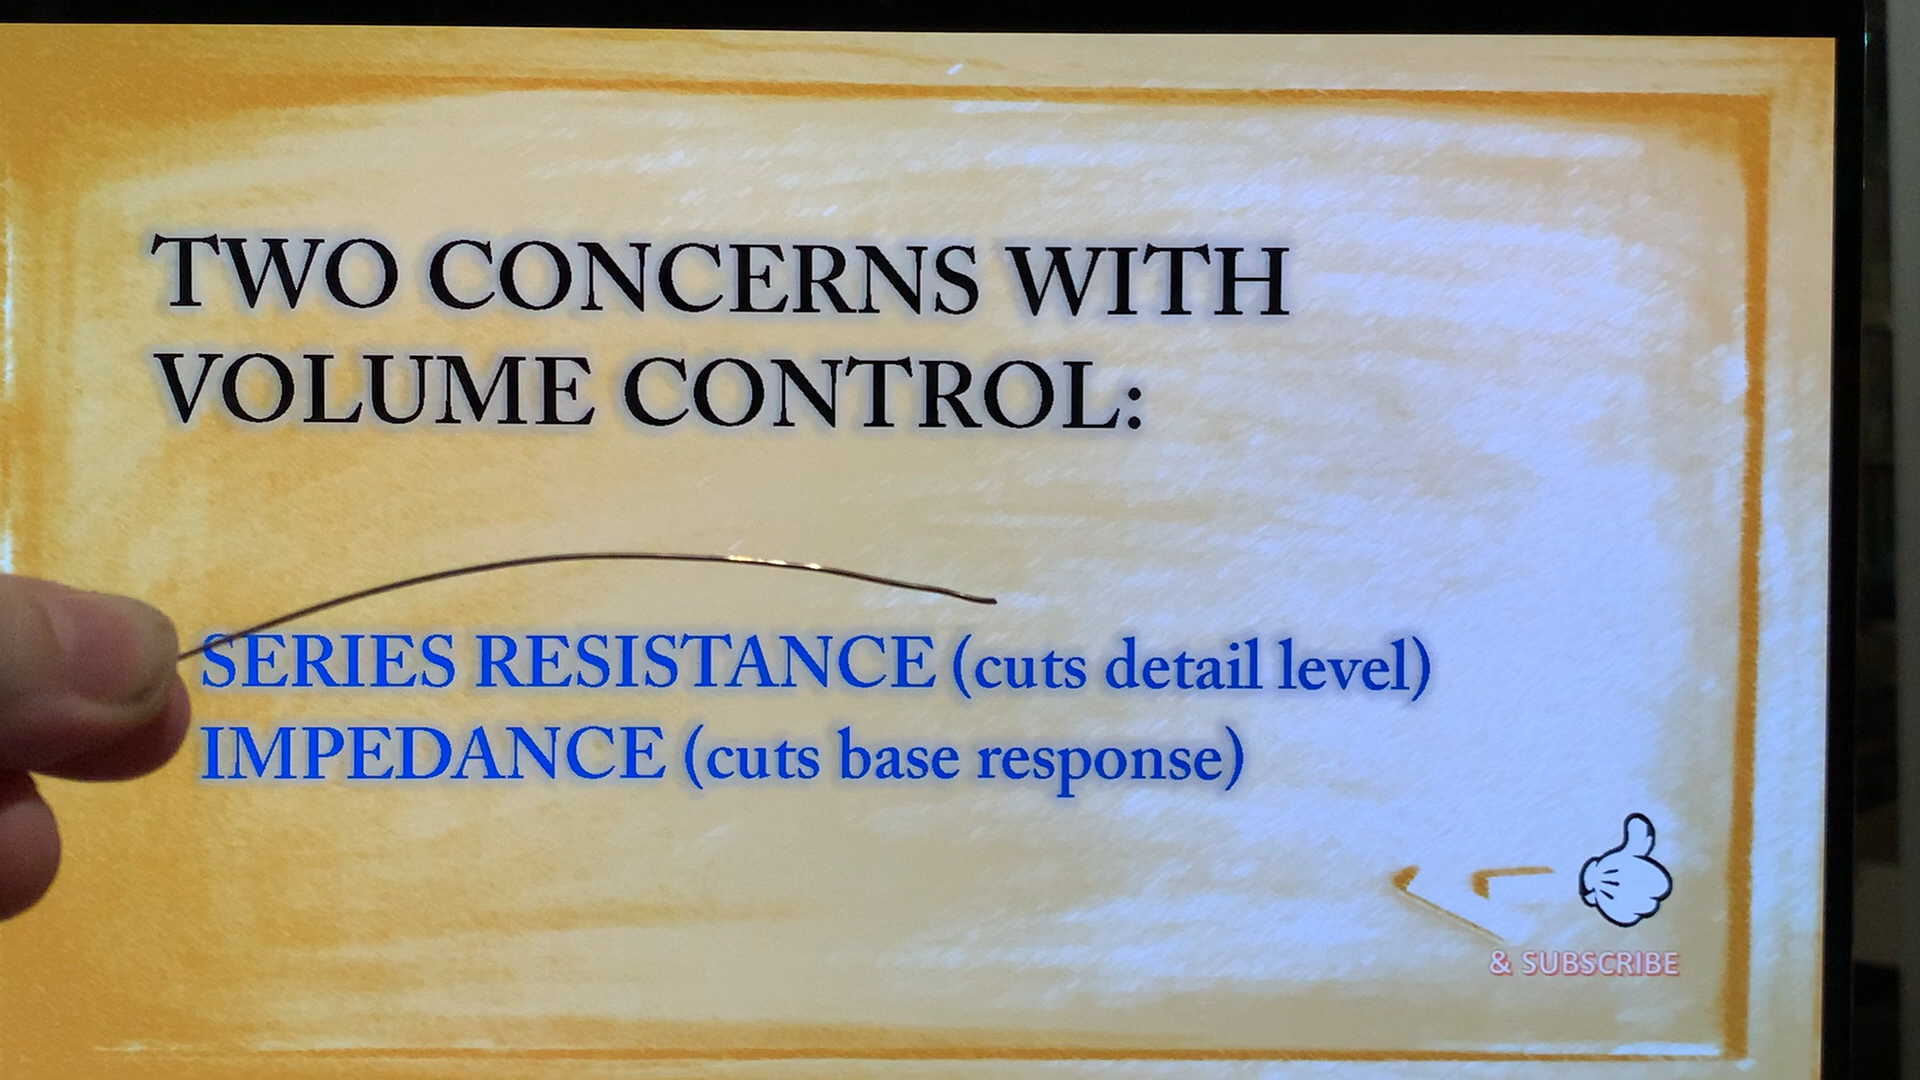 TWO CONCERNS WITH
VOLUME CONTROL:
SERIES RESISTANCE (cuts detail level)
IMPEDANCE (cuts base response)
& SUBSCRIBE